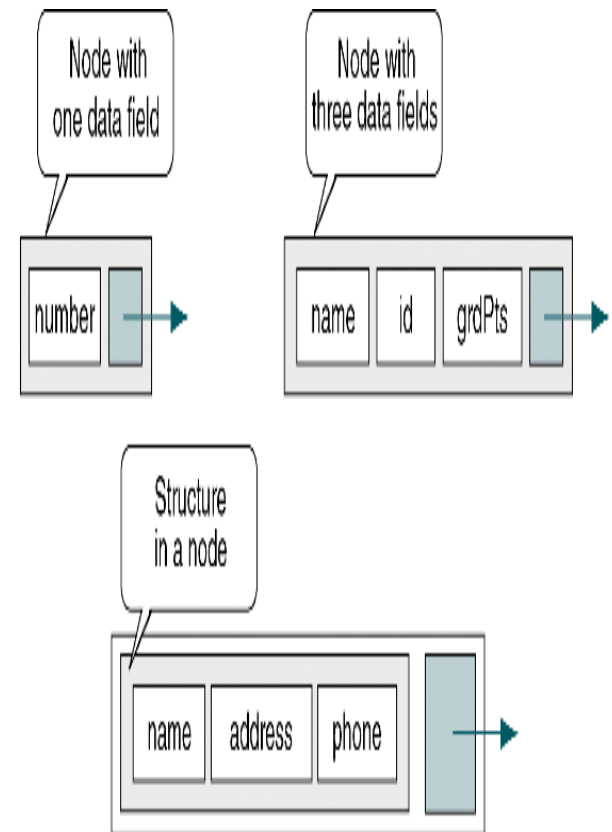 Node with
one data field
Node with
three data fields
number
name id grdPts
Structure
in a node
name address phone